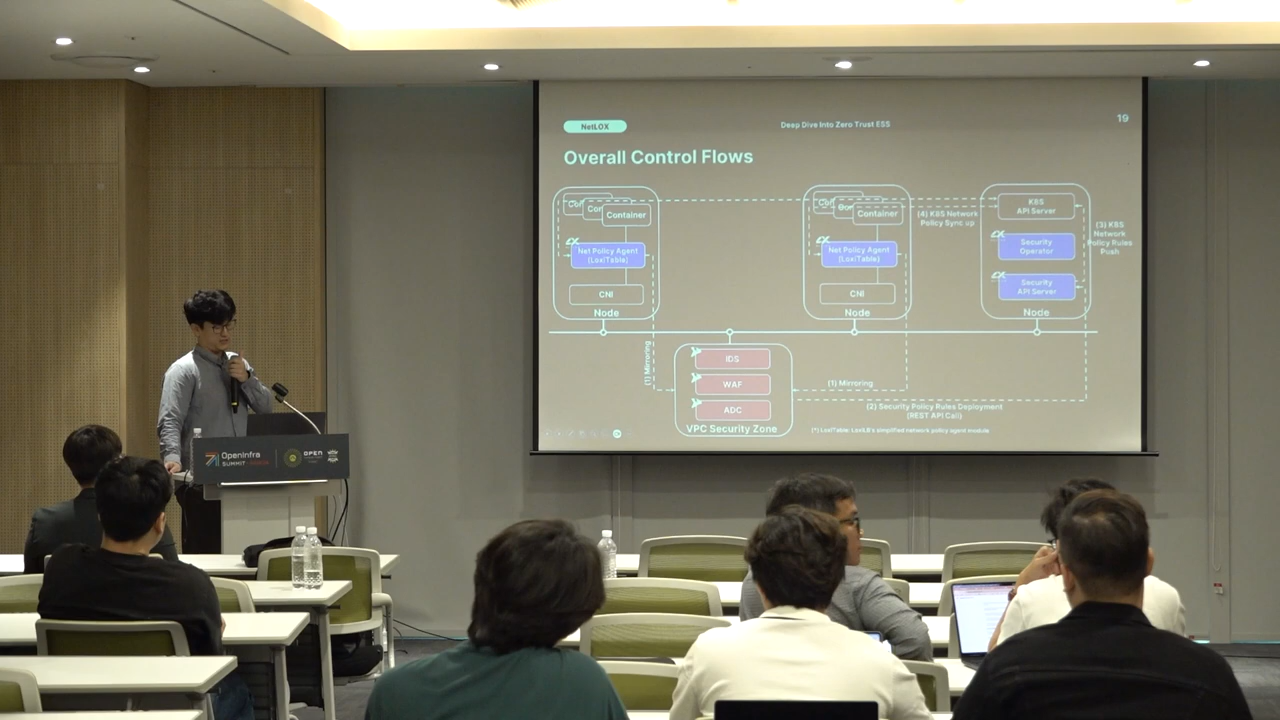 NetLOX
Deep Dive Into Zero Trust ESS
19
Overall Control Flows
Container
Net Policy Agent
(LoxiTable)
CNI
Node
Container
Net Policy Agent
(LoxiTable)
CNI
Node
(4) K8S Network
Policy Sync up
K8S
API Server
Security
Operator
Security
API Server
Node
(3) K8S
Network
Policy Rules
Push
(1) Mirroring
IDS
WAF
ADC
VPC Security Zone
(1) Mirroring
(2) Security Policy Rules Deployment
(REST API Call)
(*) LoxiTable: LoxiLB's simplified network policy agent module
OpenInfra
SUMMIT
OPEN